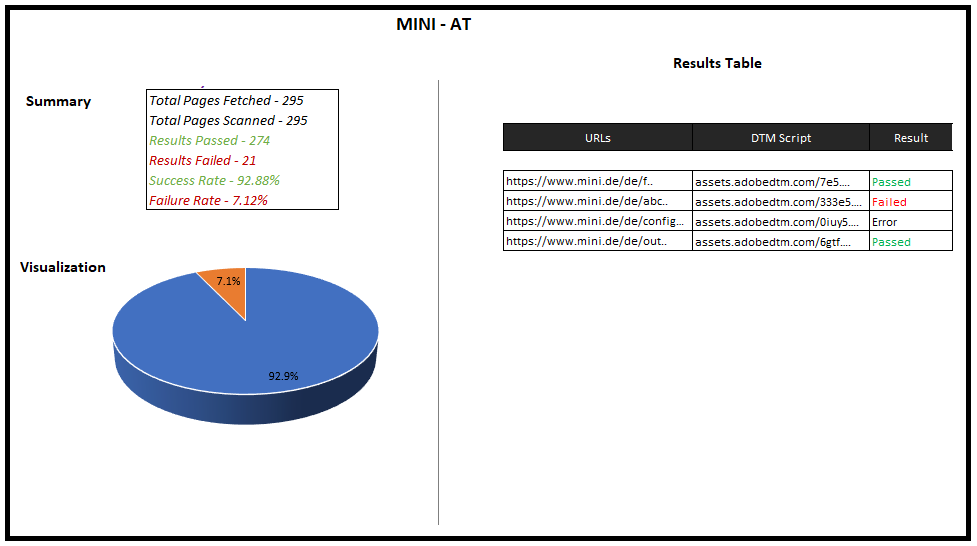 MINI - AT
Summary
Total Pages Fetched - 295
Total Pages Scanned - 295
Results Passed - 274
Results Failed - 21
Success Rate - 92.88%
Failure Rate - 7.12%
Visualization
7.1%
92.9%
Results Table
URLs DTM Script Result
https://www.mini.de/de/f.. assets.adobedtm.com/7e5.... Passed
https://www.mini.de/de/abc.. assets.adobedtm.com/333e5.... Failed
https://www.mini.de/de/config... assets.adobedtm.com/0iuy5.... Error
https://www.mini.de/de/out.. assets.adobedtm.com/6gtf.... Passed